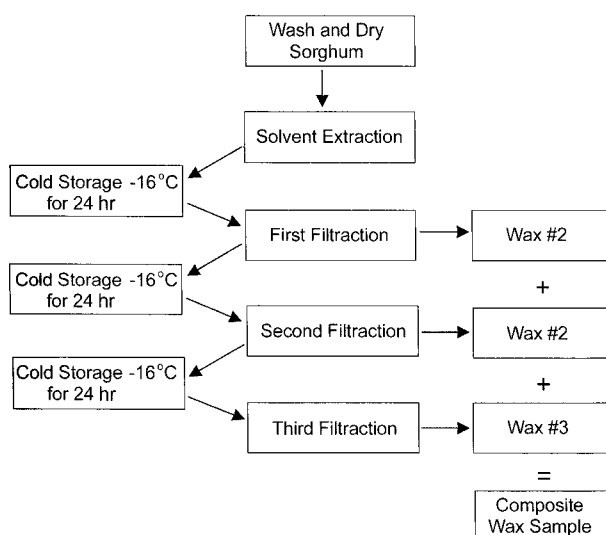 Wash and Dry
Sorghum
Solvent Extraction
Cold Storage -16°C
for 24 hr
First Filtraction
Wax #2
+
Cold Storage -16°C
for 24 hr
Second Filtraction
Wax #2
+
Cold Storage -16°C
for 24 hr
Third Filtraction
Wax #3
=
Composite
Wax Sample